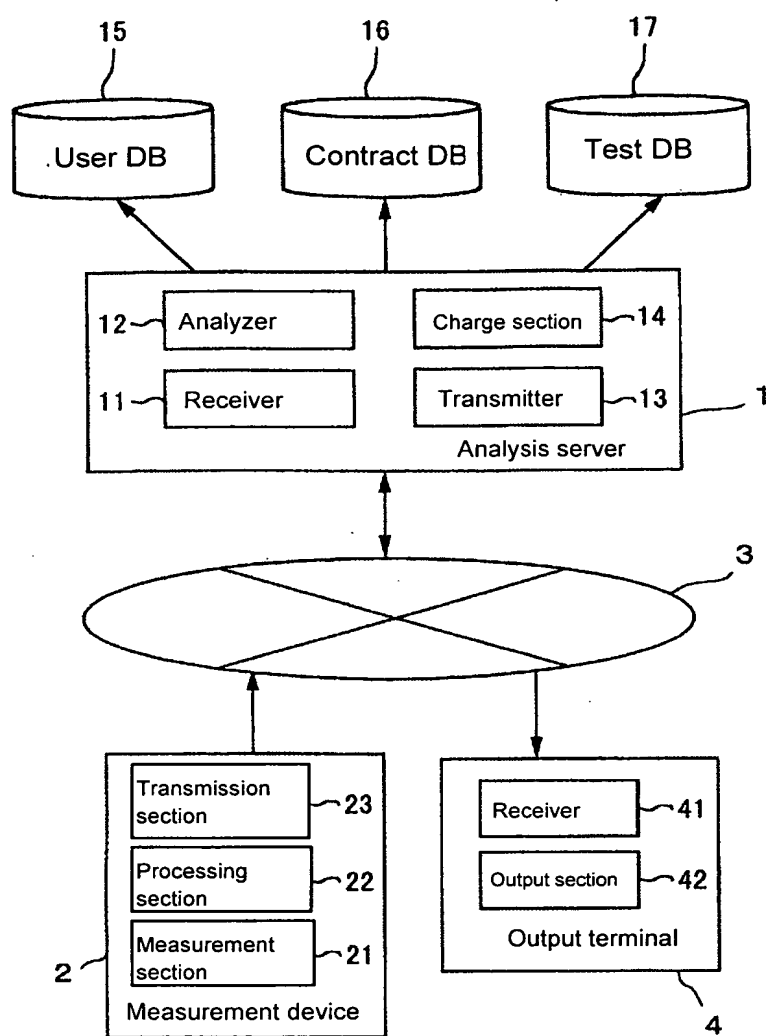 15
16
17
User DB
Contract DB
Test DB
12
Analyzer
Charge section
14
11
Receiver
Transmitter
13
1
Analysis server
3
Transmission
section
23
Processing
section
22
Measurement
section
21
2
Measurement device
Receiver
41
Output section
42
Output terminal
4